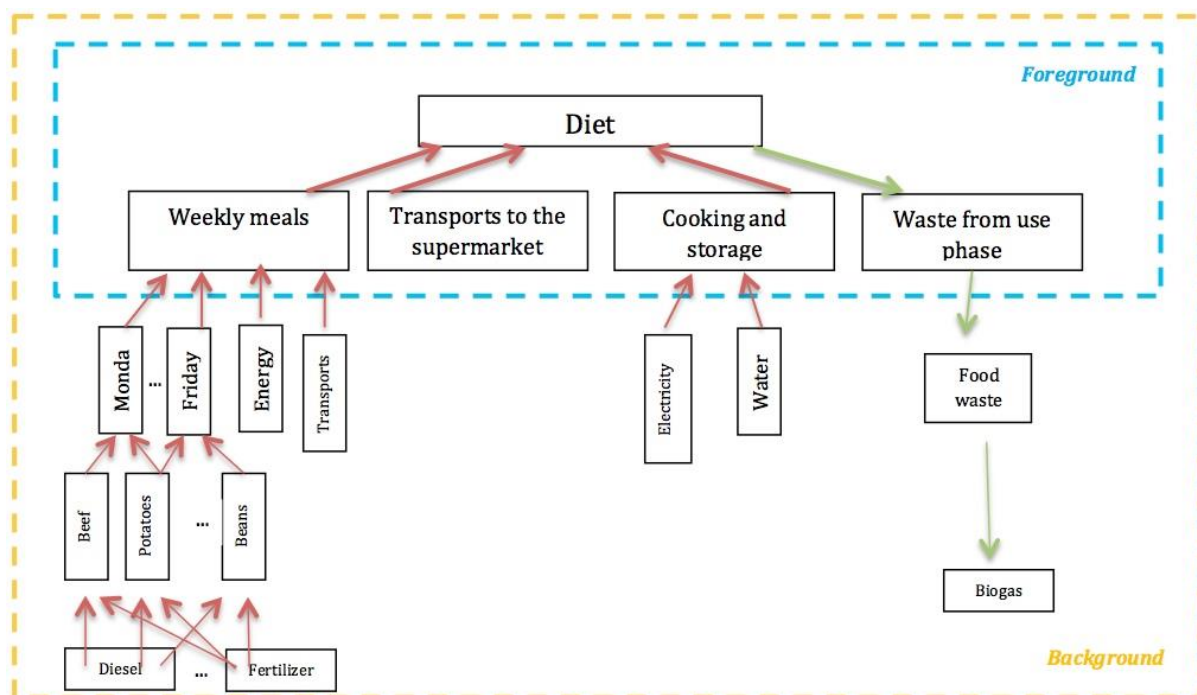 Foreground
Diet
Weekly meals
Transports to the
supermarket
Cooking and
storage
Waste from use
phase
Monda
...
Friday
Energy
Transports
Electricity
Water
Food
waste
Beef
Potatoes
...
Beans
Biogas
Diesel
...
Fertilizer
Background